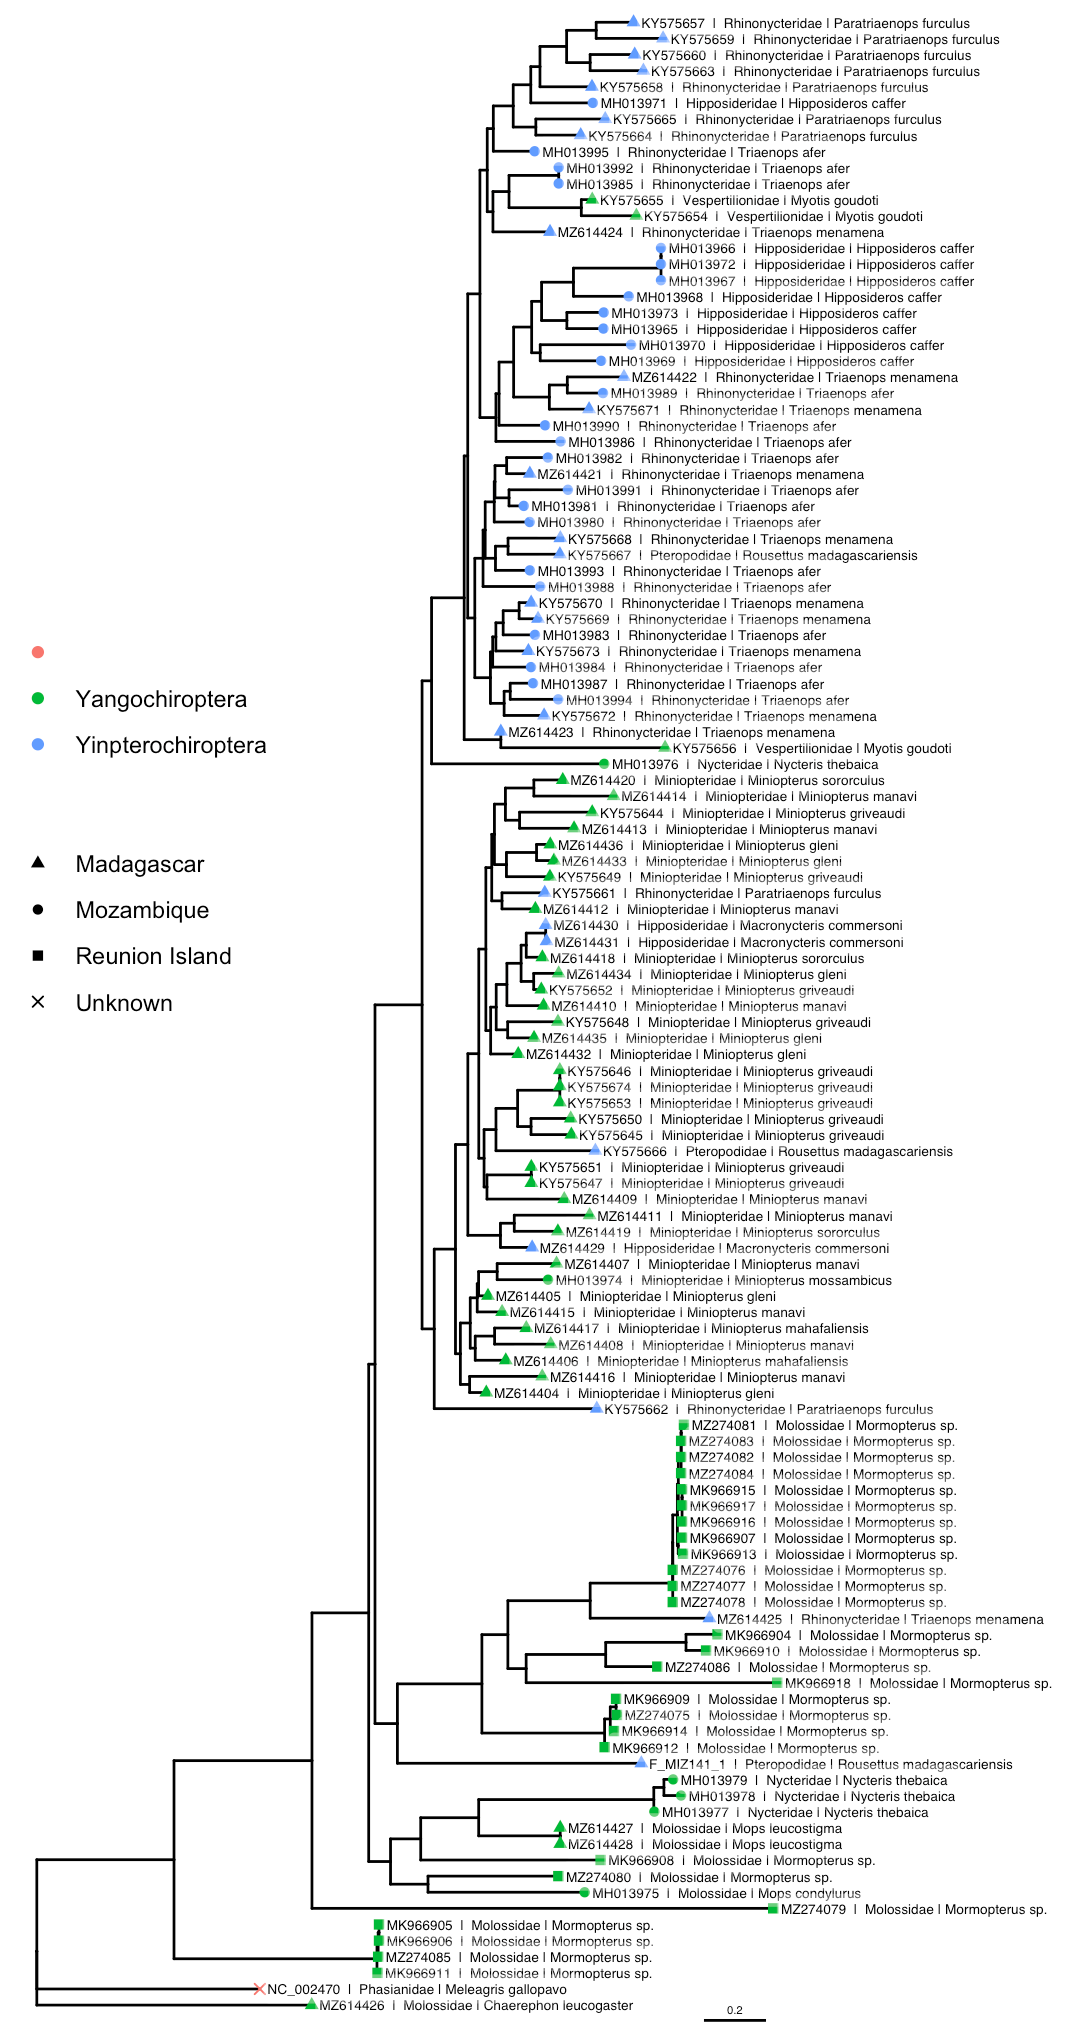 KY575657 | Rhinonycteridae | Paratriaenops furculus
KY575659 | Rhinonycteridae | Paratriaenops furculus
KY575660 | Rhinonycteridae | Paratriaenops furculus
KY575663 | Rhinonycteridae | Paratriaenops furculus
KY575658 | Rhinonycteridae | Paratriaenops furculus
MH013971 | Hipposideridae | Hipposideros caffer
KY575665 | Rhinonycteridae | Paratriaenops furculus
KY575664 | Rhinonycteridae | Paratriaenops furculus
MH013995 | Rhinonycteridae | Triaenops afer
MH013992 | Rhinonycteridae | Triaenops afer
MH013985 | Rhinonycteridae | Triaenops afer
KY575655 | Vespertilionidae | Myotis goudoti
KY575654 | Vespertilionidae | Myotis goudoti
MZ614424 | Rhinonycteridae | Triaenops menamena
MH013966 | Hipposideridae | Hipposideros caffer
MH013972 | Hipposideridae | Hipposideros caffer
MH013967 | Hipposideridae | Hipposideros caffer
MH013968 | Hipposideridae | Hipposideros caffer
MH013973 | Hipposideridae | Hipposideros caffer
MH013965 | Hipposideridae | Hipposideros caffer
MH013970 | Hipposideridae | Hipposideros caffer
MH013969 | Hipposideridae | Hipposideros caffer
MZ614422 | Rhinonycteridae | Triaenops menamena
MH013989 | Rhinonycteridae | Triaenops afer
KY575671 | Rhinonycteridae | Triaenops menamena
MH013990 | Rhinonycteridae | Triaenops afer
MH013986 | Rhinonycteridae | Triaenops afer
MH013982 | Rhinonycteridae | Triaenops afer
MZ614421 | Rhinonycteridae | Triaenops menamena
MH013991 | Rhinonycteridae | Triaenops afer
MH013981 | Rhinonycteridae | Triaenops afer
MH013980 | Rhinonycteridae | Triaenops afer
KY575668 | Rhinonycteridae | Triaenops menamena
KY575667 | Pteropodidae | Rousettus madagascariensis
MH013993 | Rhinonycteridae | Triaenops afer
MH013988 | Rhinonycteridae | Triaenops afer
KY575670 | Rhinonycteridae | Triaenops menamena
KY575669 | Rhinonycteridae | Triaenops menamena
MH013983 | Rhinonycteridae | Triaenops afer
KY575673 | Rhinonycteridae | Triaenops menamena
MH013984 | Rhinonycteridae | Triaenops afer
MH013987 | Rhinonycteridae | Triaenops afer
MH013994 | Rhinonycteridae | Triaenops afer
KY575672 | Rhinonycteridae | Triaenops menamena
MZ614423 | Rhinonycteridae | Triaenops menamena
KY575656 | Vespertilionidae | Myotis goudoti
MH013976 | Nycteridae | Nycteris thebaica
MZ614420 | Miniopteridae | Miniopterus sororculus
MZ614414 | Miniopteridae | Miniopterus manavi
KY575644 | Miniopteridae | Miniopterus griveaudi
MZ614413 | Miniopteridae | Miniopterus manavi
MZ614436 | Miniopteridae | Miniopterus gleni
MZ614433 | Miniopteridae | Miniopterus gleni
KY575649 | Miniopteridae | Miniopterus griveaudi
KY575661 | Rhinonycteridae | Paratriaenops furculus
MZ614412 | Miniopteridae | Miniopterus manavi
MZ614430 | Hipposideridae | Macronycteris commersoni
MZ614431 | Hipposideridae | Macronycteris commersoni
MZ614418 | Miniopteridae | Miniopterus sororculus
MZ614434 | Miniopteridae | Miniopterus gleni
KY575652 | Miniopteridae | Miniopterus griveaudi
MZ614410 | Miniopteridae | Miniopterus manavi
KY575648 | Miniopteridae | Miniopterus griveaudi
MZ614435 | Miniopteridae | Miniopterus gleni
MZ614432 | Miniopteridae | Miniopterus gleni
KY575646 | Miniopteridae | Miniopterus griveaudi
KY575674 | Miniopteridae | Miniopterus griveaudi
KY575653 | Miniopteridae | Miniopterus griveaudi
KY575650 | Miniopteridae | Miniopterus griveaudi
KY575645 | Miniopteridae | Miniopterus griveaudi
KY575666 | Pteropodidae | Rousettus madagascariensis
KY575651 | Miniopteridae | Miniopterus griveaudi
KY575647 | Miniopteridae | Miniopterus griveaudi
MZ614409 | Miniopteridae | Miniopterus manavi
MZ614411 | Miniopteridae | Miniopterus manavi
MZ614419 | Miniopteridae | Miniopterus sororculus
MZ614429 | Hipposideridae | Macronycteris commersoni
MZ614407 | Miniopteridae | Miniopterus manavi
MH013974 | Miniopteridae | Miniopterus mossambicus
MZ614405 | Miniopteridae | Miniopterus gleni
MZ614415 | Miniopteridae | Miniopterus manavi
MZ614417 | Miniopteridae | Miniopterus mahafaliensis
MZ614408 | Miniopteridae | Miniopterus manavi
MZ614406 | Miniopteridae | Miniopterus mahafaliensis
MZ614416 | Miniopteridae | Miniopterus manavi
MZ614404 | Miniopteridae | Miniopterus gleni
KY575662 | Rhinonycteridae | Paratriaenops furculus
MZ274081 | Molossidae | Mormopterus sp.
MZ274083 | Molossidae | Mormopterus sp.
MZ274082 | Molossidae | Mormopterus sp.
MZ274084 | Molossidae | Mormopterus sp.
MK966915 | Molossidae | Mormopterus sp.
MK966917 | Molossidae | Mormopterus sp.
MK966916 | Molossidae | Mormopterus sp.
MK966907 | Molossidae | Mormopterus sp.
MK966913 | Molossidae | Mormopterus sp.
MZ274076 | Molossidae | Mormopterus sp.
MZ274077 | Molossidae | Mormopterus sp.
MZ274078 | Molossidae | Mormopterus sp.
MZ614425 | Rhinonycteridae | Triaenops menamena
MK966904 | Molossidae | Mormopterus sp.
MK966910 | Molossidae | Mormopterus sp.
MZ274086 | Molossidae | Mormopterus sp.
MK966918 | Molossidae | Mormopterus sp.
MK966909 | Molossidae | Mormopterus sp.
MZ274075 | Molossidae | Mormopterus sp.
MK966914 | Molossidae | Mormopterus sp.
MK966912 | Molossidae | Mormopterus sp.
F_MIZ141_1 | Pteropodidae | Rousettus madagascariensis
MH013979 | Nycteridae | Nycteris thebaica
MH013978 | Nycteridae | Nycteris thebaica
MH013977 | Nycteridae | Nycteris thebaica
MZ614427 | Molossidae | Mops leucostigma
MZ614428 | Molossidae | Mops leucostigma
MK966908 | Molossidae | Mormopterus sp.
MZ274080 | Molossidae | Mormopterus sp.
MH013975 | Molossidae | Mops condylurus
MZ274079 | Molossidae | Mormopterus sp.
MK966905 | Molossidae | Mormopterus sp.
MK966906 | Molossidae | Mormopterus sp.
MZ274085 | Molossidae | Mormopterus sp.
MK966911 | Molossidae | Mormopterus sp.
NC_002470 | Phasianidae | Meleagris gallopavo
MZ614426 | Molossidae | Chaerephon leucogaster
0.2
Yangochiroptera
Yinpterochiroptera
Madagascar
Mozambique
Reunion Island
Unknown